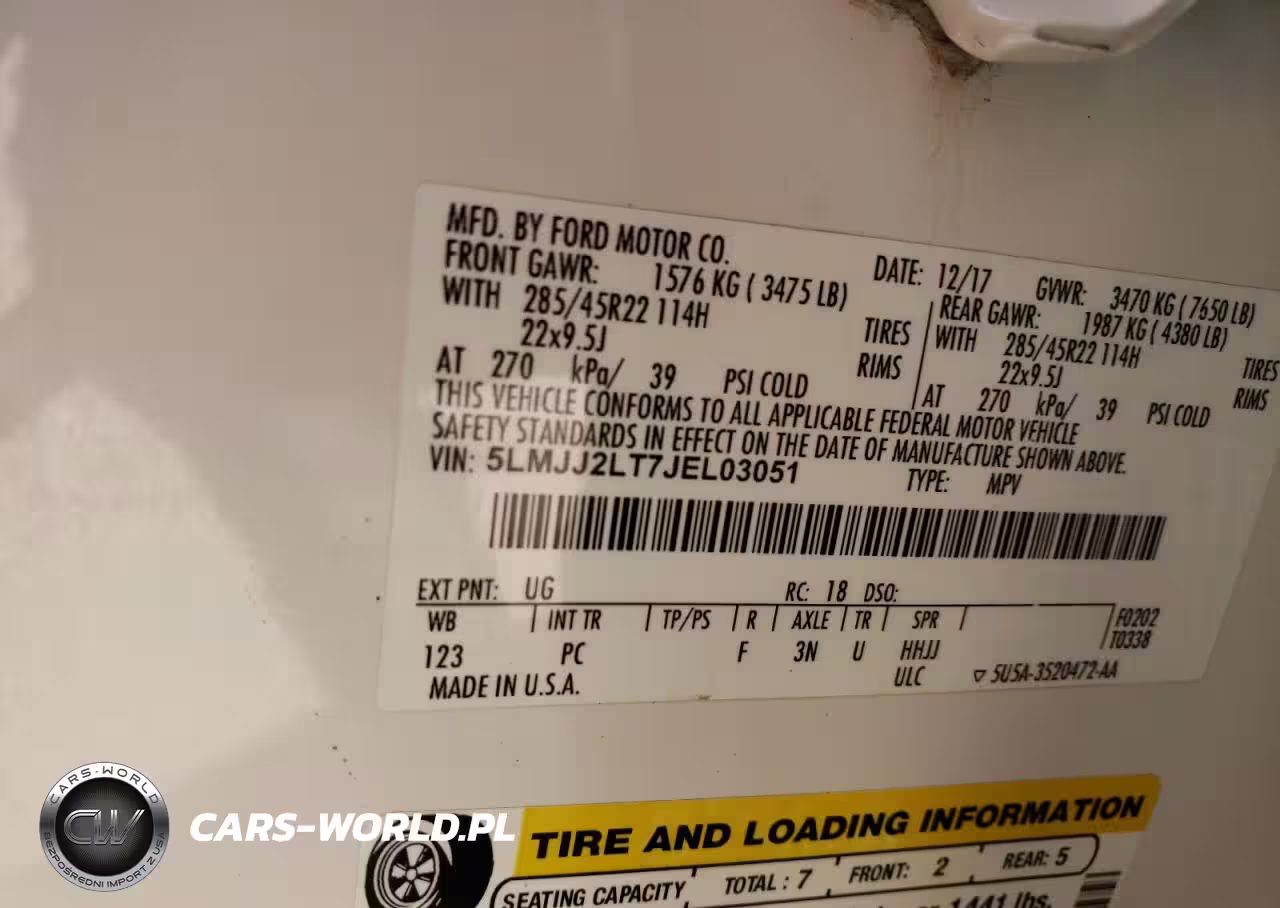 MFD. BY FORD MOTOR CO.
DATE: 12/17 GVWR: 3470 KG ( 7650 LB)
FRONT GAWR: 1576 KG ( 3475 LB)
REAR GAWR: 1987 KG ( 4380 LB)
WITH 285/45R22 114H TIRES
WITH 285/45R22 114H TIRES
22x9.5J RIMS
22x9.5J RIMS
AT 270 kPa/ 39 PSI COLD
AT 270 kPa/ 39 PSI COLD
THIS VEHICLE CONFORMS TO ALL APPLICABLE FEDERAL MOTOR VEHICLE
SAFETY STANDARDS IN EFFECT ON THE DATE OF MANUFACTURE SHOWN ABOVE.
VIN: 5LMJJ2LT7JEL03051
TYPE: MPV
EXT PNT: UG RC: 18 DSO:
WB INT TR TP/PS R AXLE TR SPR F0202
T0338
123 PC F 3N U HHJJ
ULC 5U5A-3520472-AA
MADE IN U.S.A.
CARS-WORLD
CW
BEZPOŚREDNI IMPORT Z USA
CARS-WORLD.PL
TIRE AND LOADING INFORMATION
SEATING CAPACITY TOTAL : 7 FRONT: 2 REAR: 5
1441 lbs.